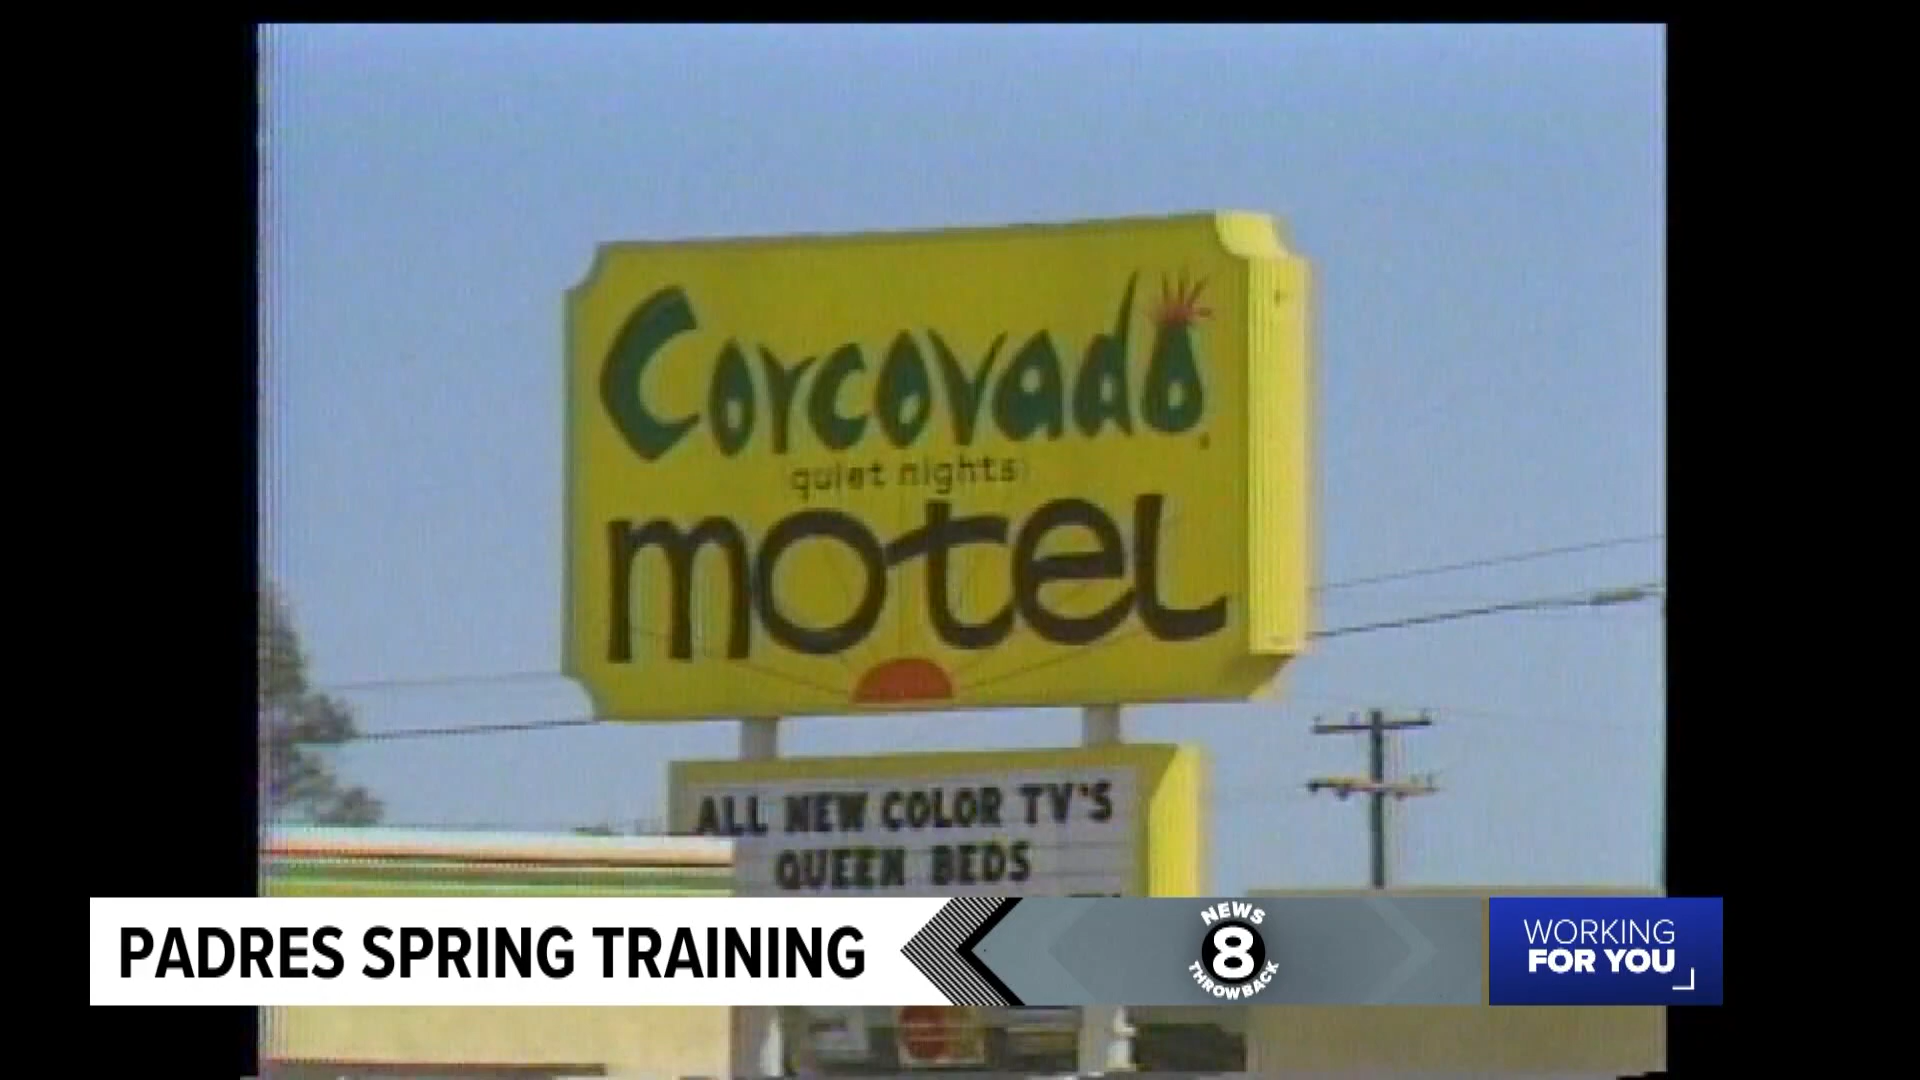 Corcovado
(quiet nights)
motel
ALL NEW COLOR TV'S
QUEEN BEDS
PADRES SPRING TRAINING
NEWS
8
THROWBACK
WORKING
FOR YOU